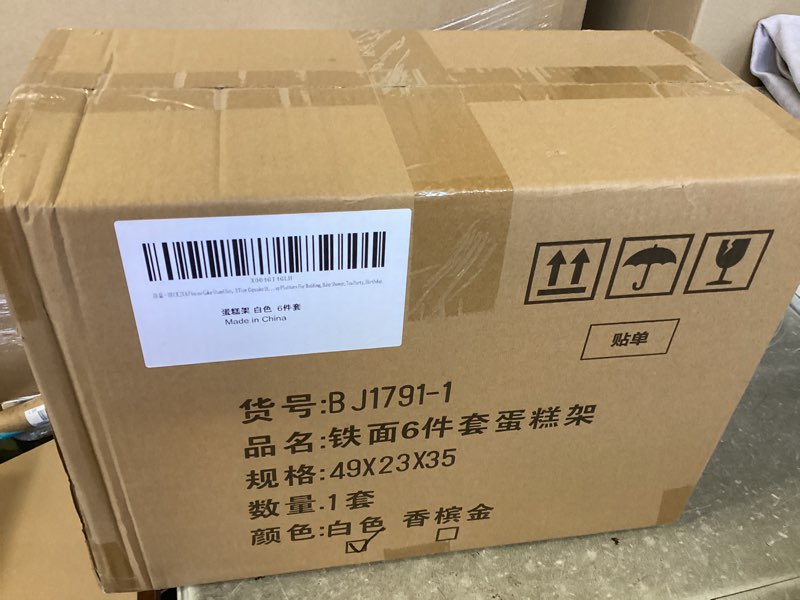 蛋糕架 白色 6件套
Made in China
贴单
货号:BJ1791-1
品名:铁面6件套蛋糕架
规格:49X23X35
数量.1套
颜色:白色 香槟金